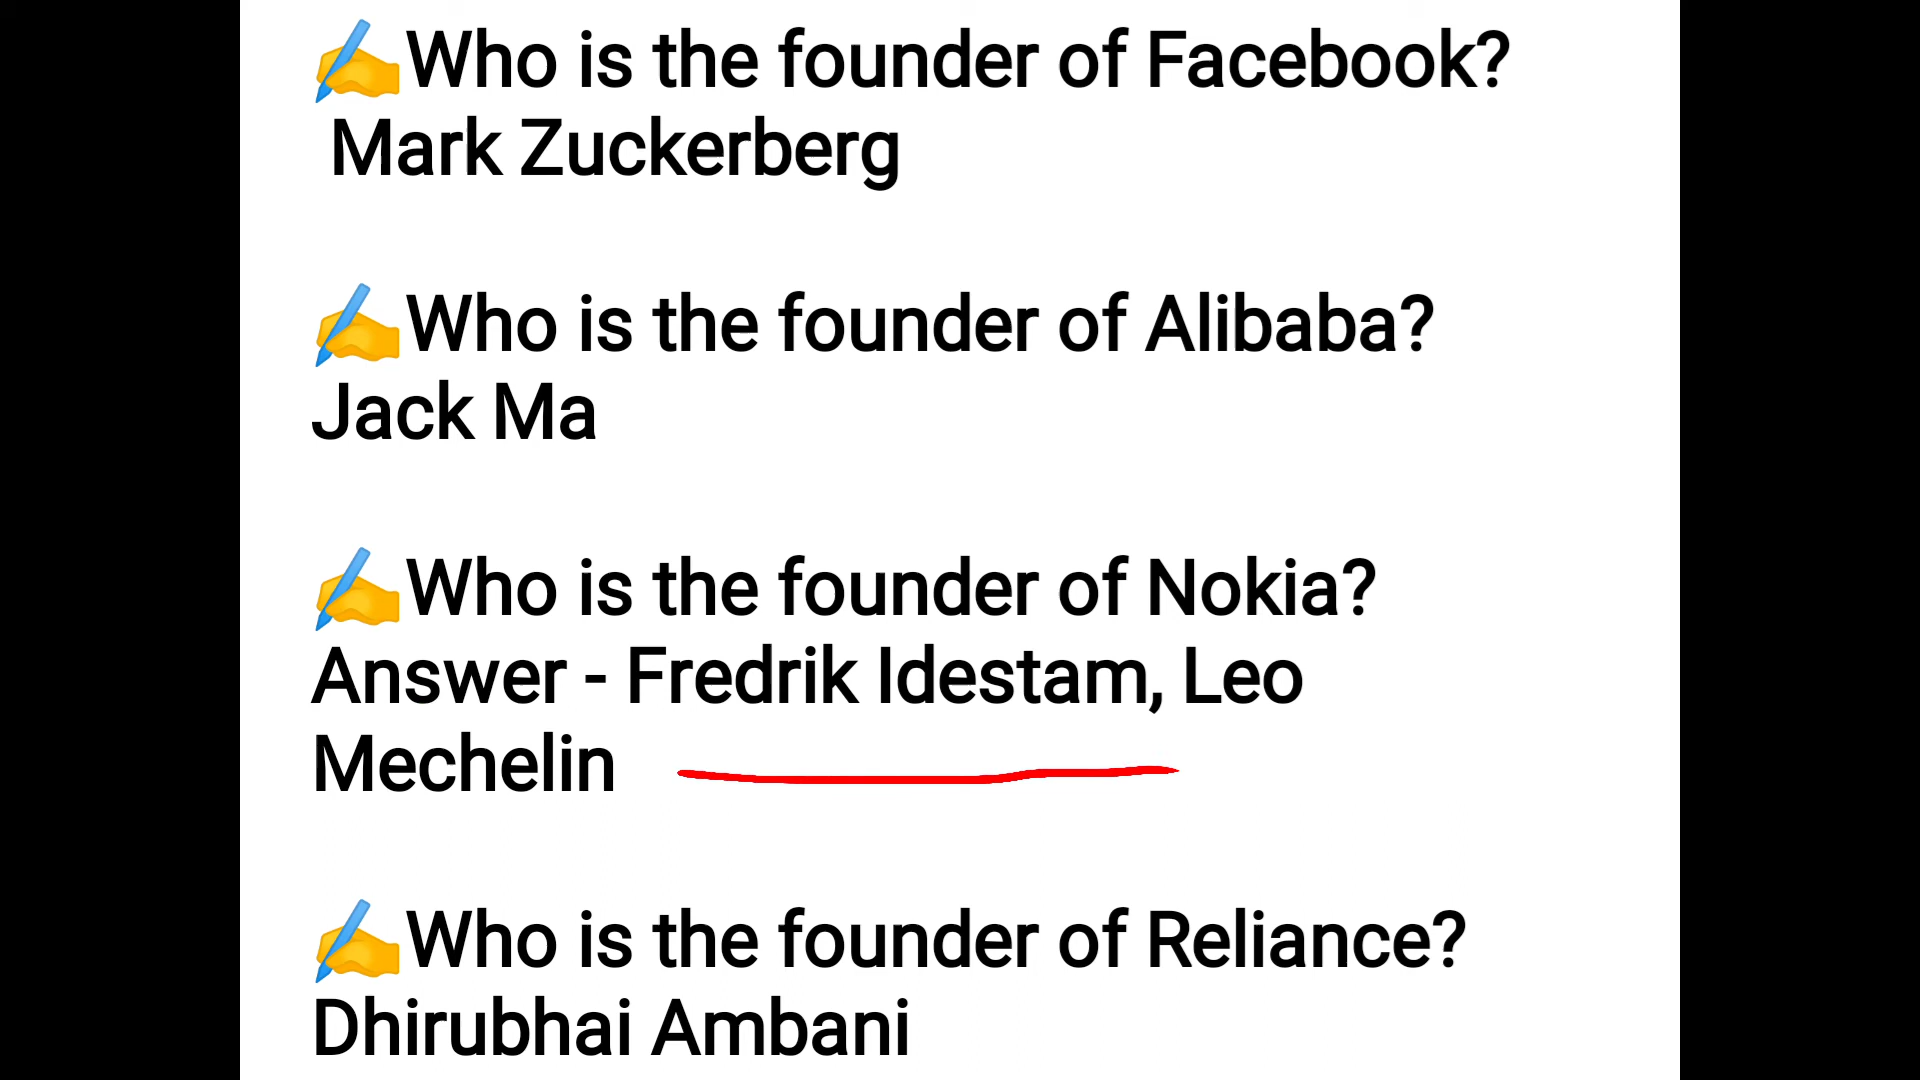 ✍Who is the founder of Facebook?
Mark Zuckerberg
✍Who is the founder of Alibaba?
Jack Ma
✍Who is the founder of Nokia?
Answer - Fredrik Idestam, Leo
Mechelin
✍Who is the founder of Reliance?
Dhirubhai Ambani